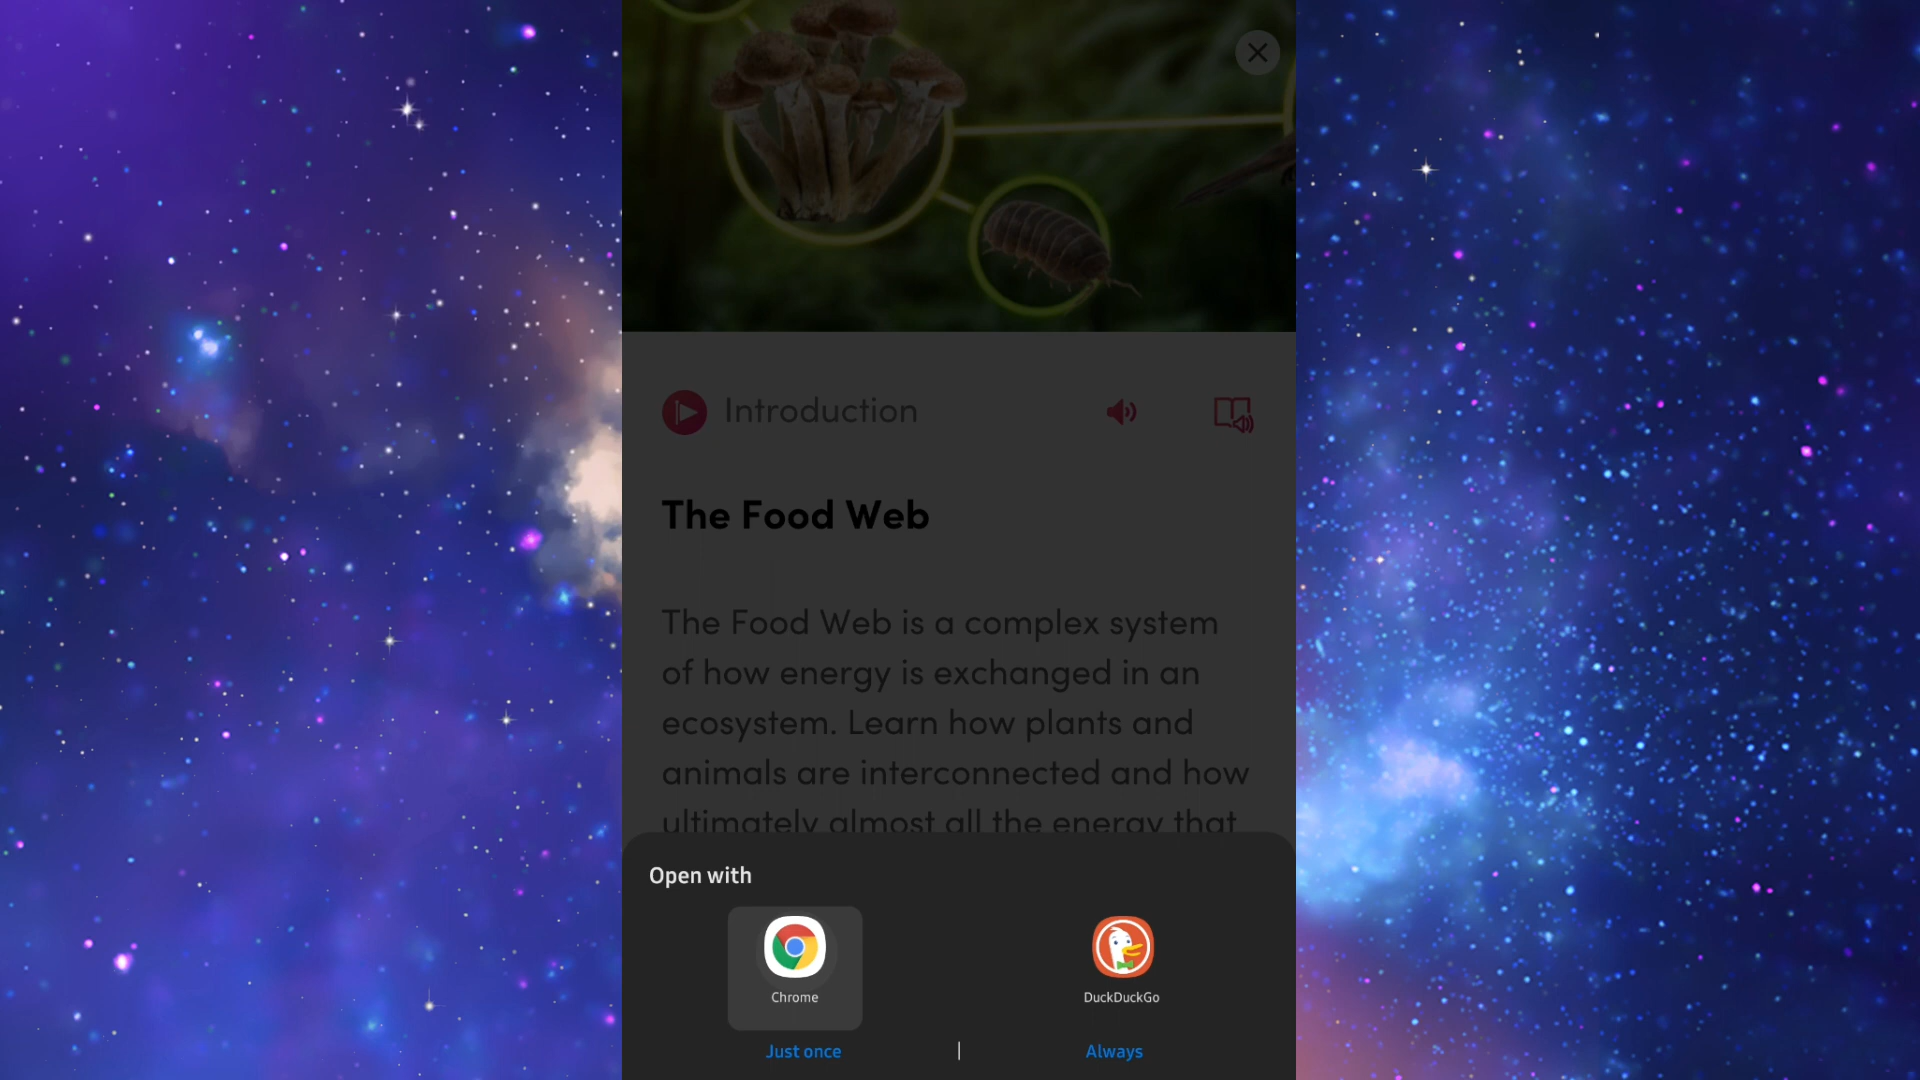 Introduction
The Food Web
The Food Web is a complex system
of how energy is exchanged in an
ecosystem. Learn how plants and
animals are interconnected and how
ultimately almost all the energy that
Open with
Chrome
DuckDuckGo
Just once
Always